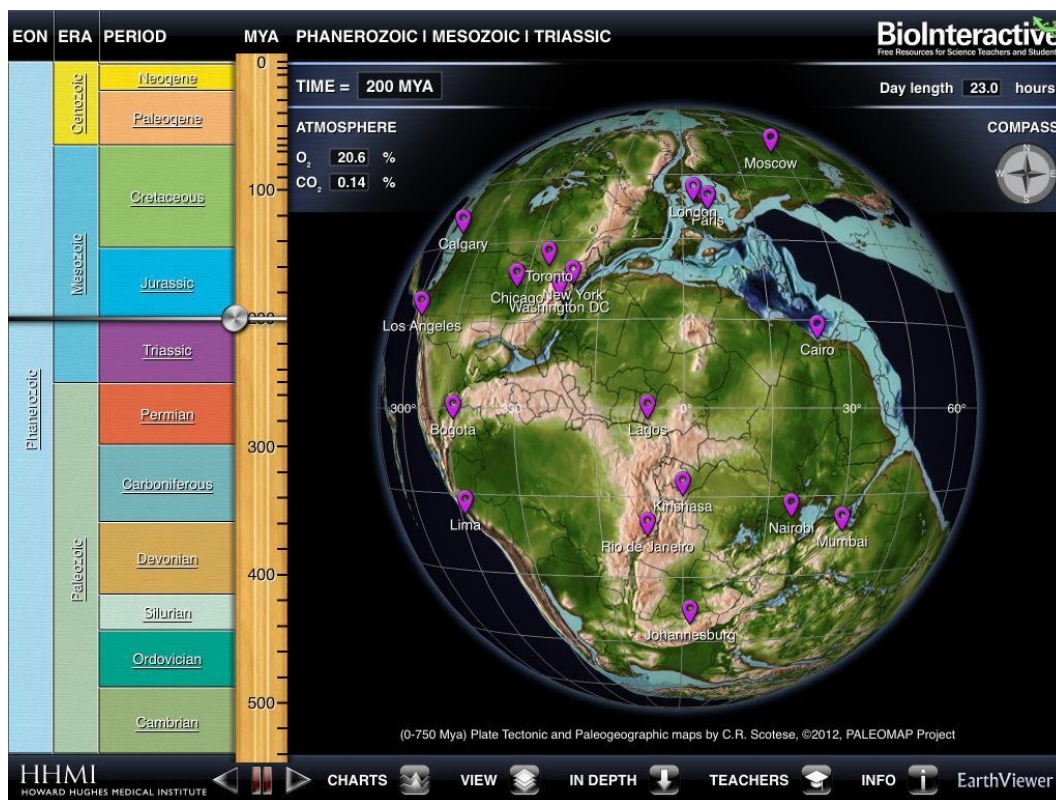 EON ERA PERIOD MYA PHANEROZOIC | MESOZOIC | TRIASSIC
BioInteractive
Free Resources for Science Teachers and Student
TIME = 200 MYA
Day length 23.0 hours
ATMOSPHERE
O2 20.6 %
CO2 0.14 %
COMPASS
N
W E
S
Phanerozoic
Cenozoic
Mesozoic
Paleozoic
Neogene
Paleogene
Cretaceous
Jurassic
Triassic
Permian
Carboniferous
Devonian
Silurian
Ordovician
Cambrian
0
100
200
300
400
500
Moscow
London
Paris
Calgary
Toronto
Chicago
New York
Washington DC
Los Angeles
Cairo
300° 330° 0° 30° 60°
Bogota
Lagos
Kinshasa
Lima
Nairobi
Mumbai
Rio de Janeiro
Johannesburg
(0-750 Mya) Plate Tectonic and Paleogeographic maps by C.R. Scotese, ©2012, PALEOMAP Project
HHMI
HOWARD HUGHES MEDICAL INSTITUTE
CHARTS VIEW IN DEPTH TEACHERS INFO i EarthViewer